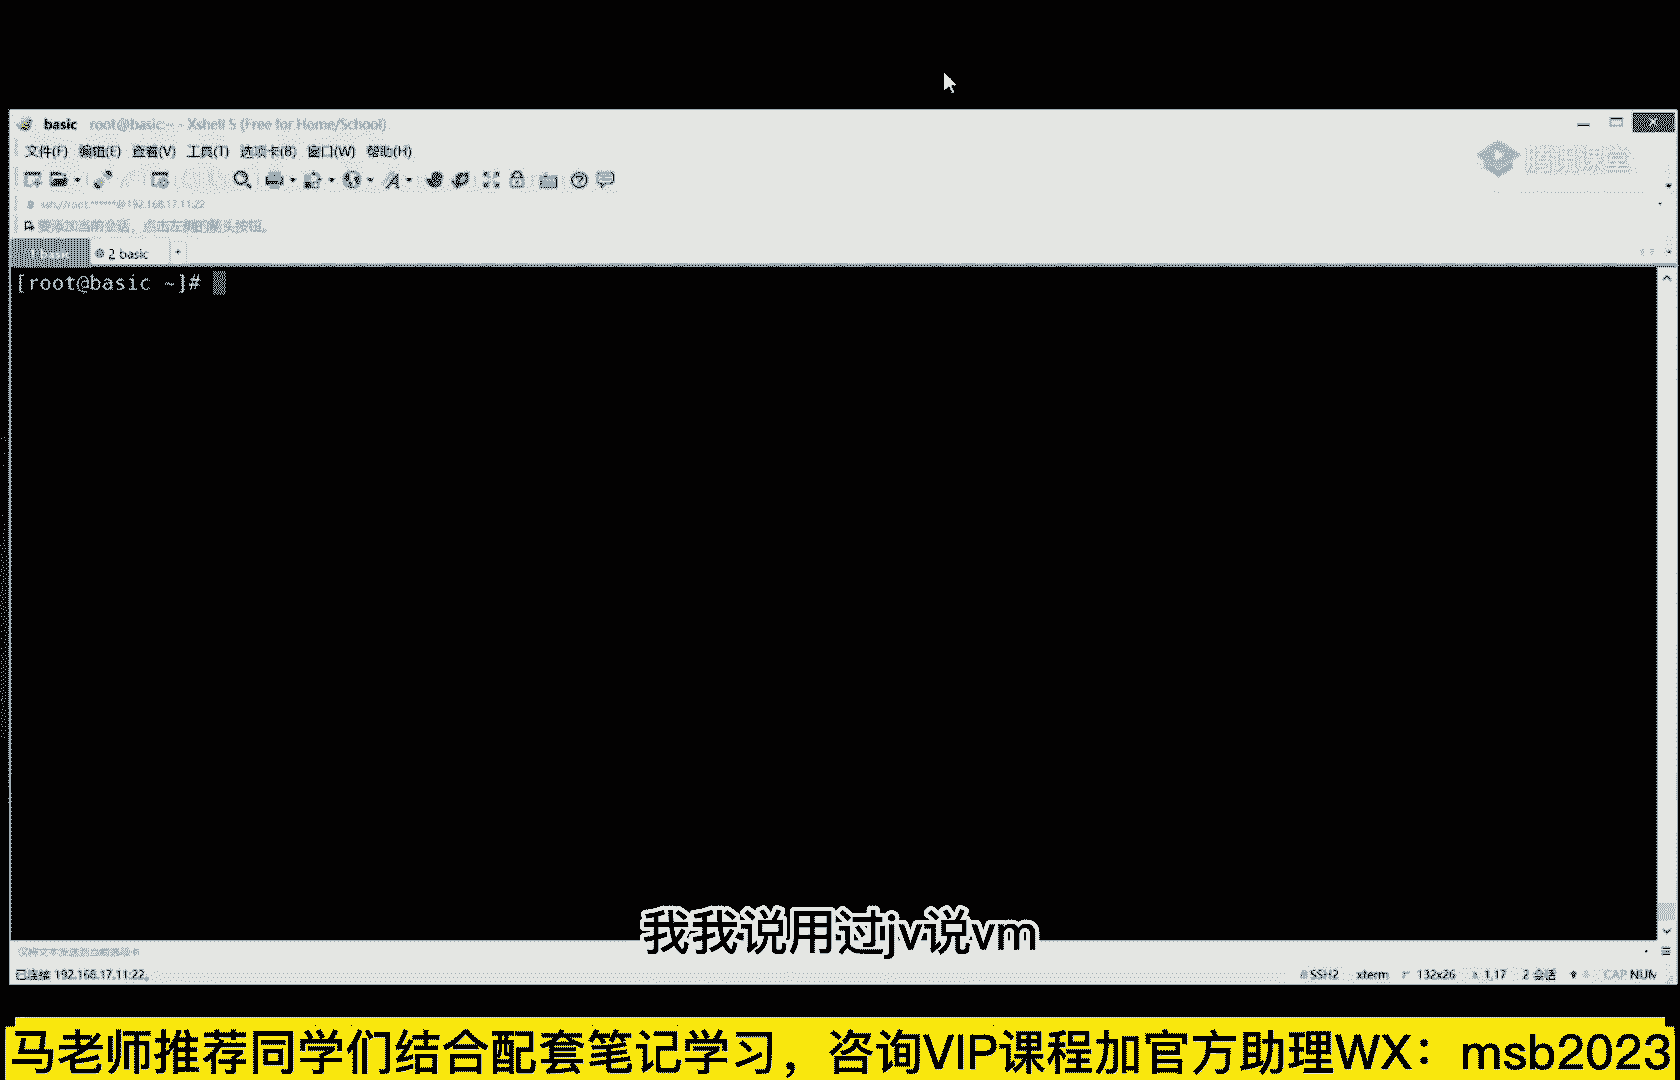 basic root@basic:~ - Xshell 5 (Free for Home/School)
文件(F) 编辑(E) 查看(V) 工具(T) 选项卡(B) 窗口(W) 帮助(H)
腾讯课堂
ssh://root:******@192.168.17.11:22
要添加当前会话，点击左侧的箭头按钮。
1 basic 2 basic +
[root@basic ~]#
我我说用过jv说vm
仅将文本发送到当前选项卡
已连接 192.168.17.11:22。 SSH2 xterm 132x26 1,17 2 会话 CAP NUM
马老师推荐同学们结合配套笔记学习，咨询VIP课程加官方助理WX：msb2023